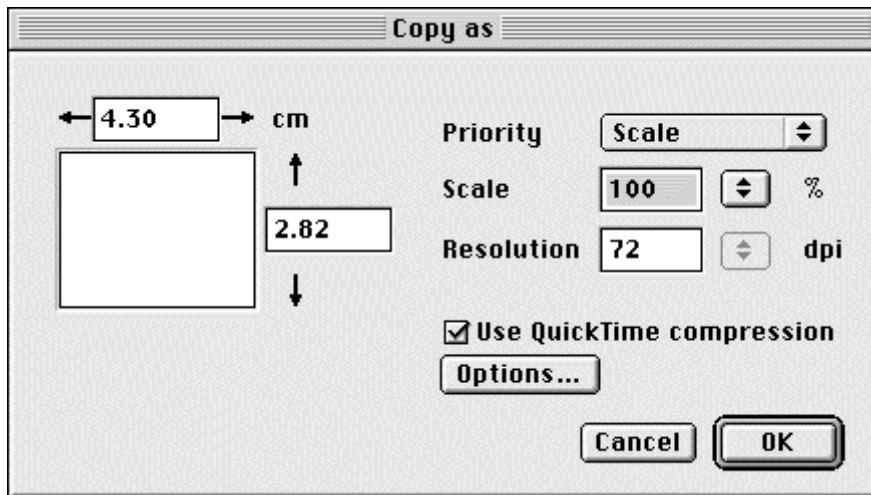 Copy as
4.30 cm
2.82
Priority Scale
Scale 100 %
Resolution 72 dpi
Use QuickTime compression
Options...
Cancel OK